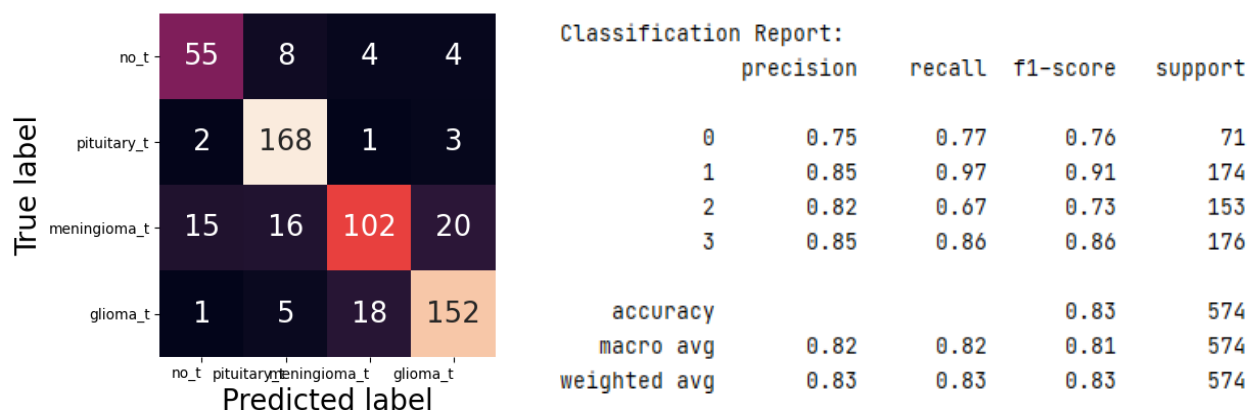 no_t 55 8 4 4
pituitary_t 2 168 1 3
meningioma_t 15 16 102 20
glioma_t 1 5 18 152
True label
no_t pituitary_t meningioma_t glioma_t
Predicted label
Classification Report:
precision recall f1-score support
0 0.75 0.77 0.76 71
1 0.85 0.97 0.91 174
2 0.82 0.67 0.73 153
3 0.85 0.86 0.86 176
accuracy 0.83 574
macro avg 0.82 0.82 0.81 574
weighted avg 0.83 0.83 0.83 574